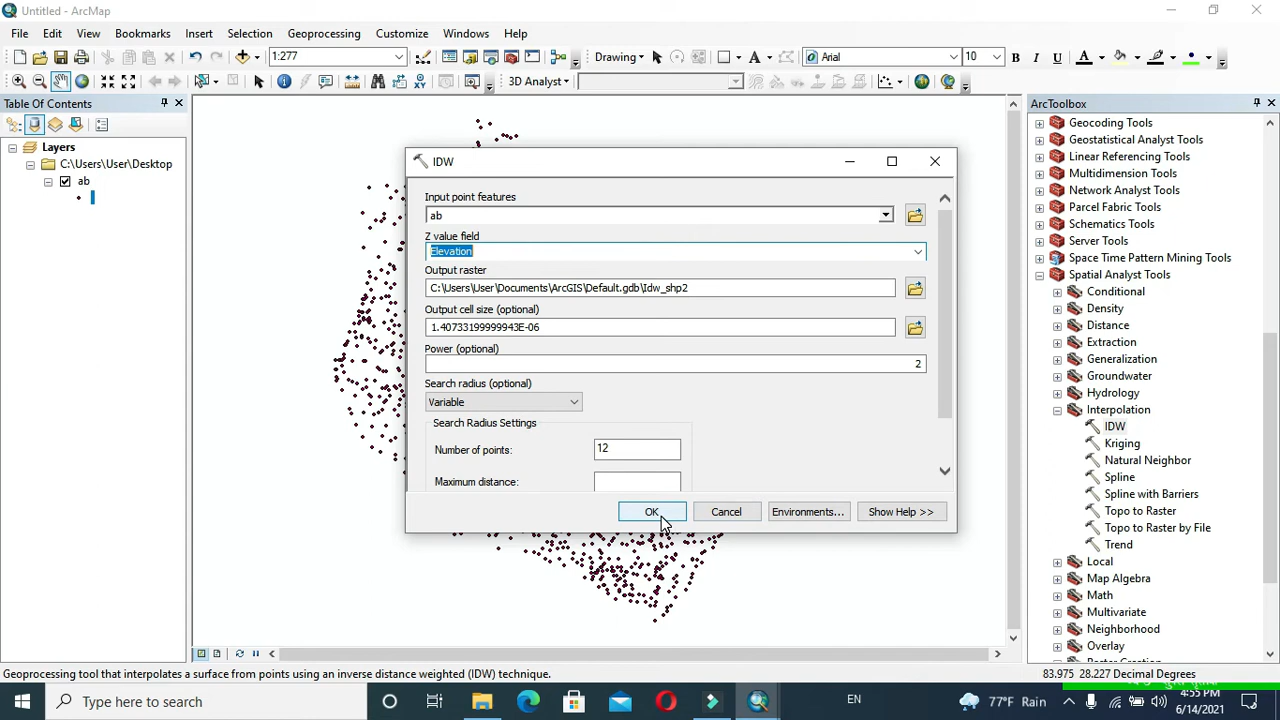 Untitled - ArcMap
File Edit View Bookmarks Insert Selection Geoprocessing Customize Windows Help
1:277 Drawing Arial 10 B I U A
3D Analyst
Table Of Contents
Layers
C:\Users\User\Desktop
ab
IDW
Input point features
ab
Z value field
Elevation
Output raster
C:\Users\User\Documents\ArcGIS\Default.gdb\Idw_shp2
Output cell size (optional)
1.40733199999943E-06
Power (optional)
2
Search radius (optional)
Variable
Search Radius Settings
Number of points: 12
Maximum distance:
OK Cancel Environments... Show Help >>
ArcToolbox
Geocoding Tools
Geostatistical Analyst Tools
Linear Referencing Tools
Multidimension Tools
Network Analyst Tools
Parcel Fabric Tools
Schematics Tools
Server Tools
Space Time Pattern Mining Tools
Spatial Analyst Tools
Conditional
Density
Distance
Extraction
Generalization
Groundwater
Hydrology
Interpolation
IDW
Kriging
Natural Neighbor
Spline
Spline with Barriers
Topo to Raster
Topo to Raster by File
Trend
Local
Map Algebra
Math
Multivariate
Neighborhood
Overlay
Raster Creation
Geoprocessing tool that interpolates a surface from points using an inverse distance weighted (IDW) technique.
83.975 28.227 Decimal Degrees
Type here to search
EN
77°F Rain
4:55 PM
6/14/2021